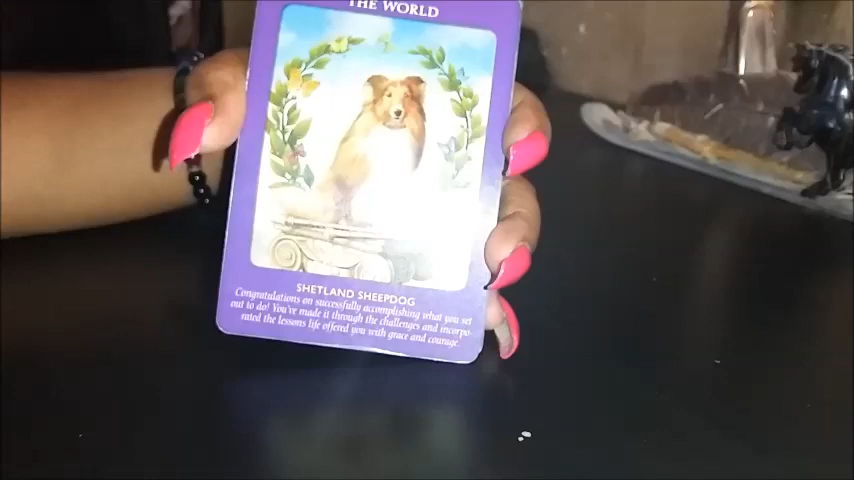 THE WORLD
SHETLAND SHEEPDOG
Congratulations on successfully accomplishing what you set
out to do! You've made it through the challenges and incorpo-
rated the lessons life offered you with grace and courage.